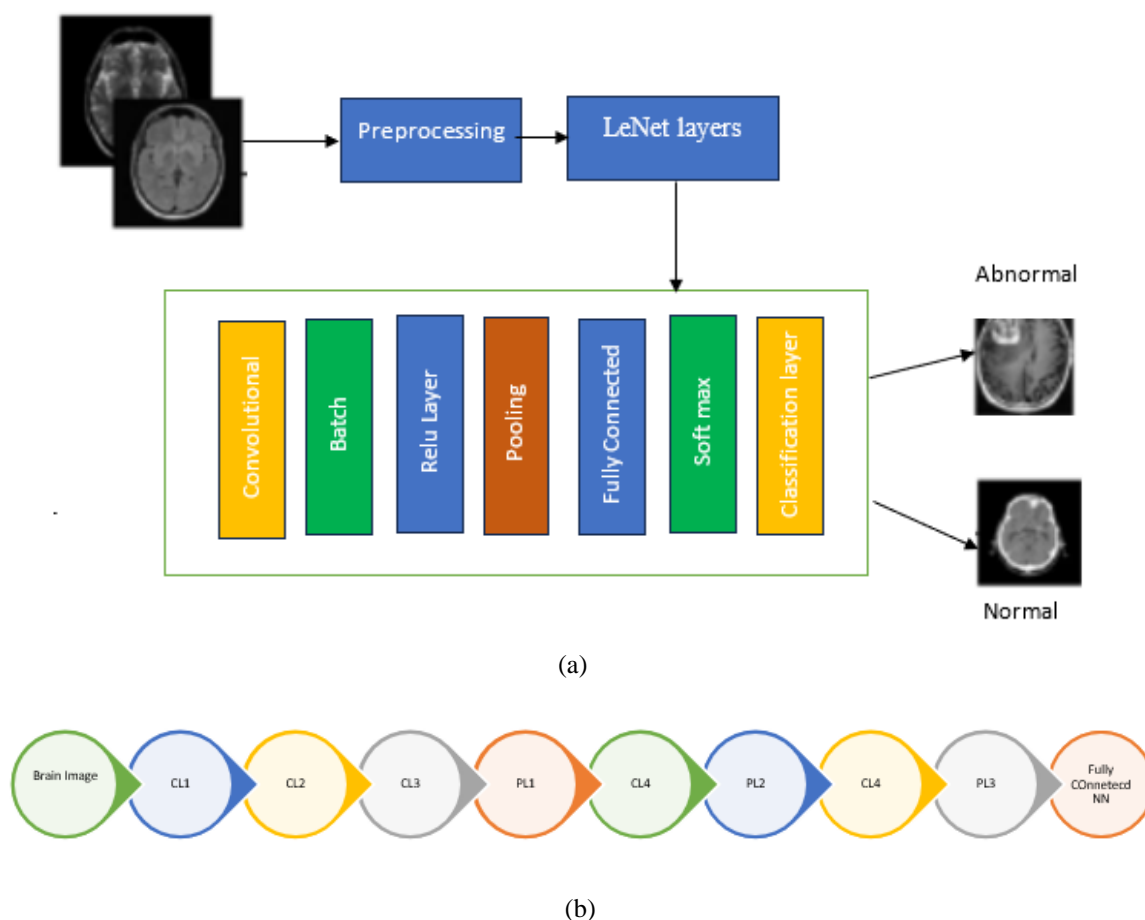 Preprocessing
LeNet layers
Abnormal
Convolutional
Batch
Relu Layer
Pooling
Fully Connected
Soft max
Classification layer
Normal
(a)
Brain Image
CL1
CL2
CL3
PL1
CL4
PL2
CL4
PL3
Fully
COnnetecd
NN
(b)